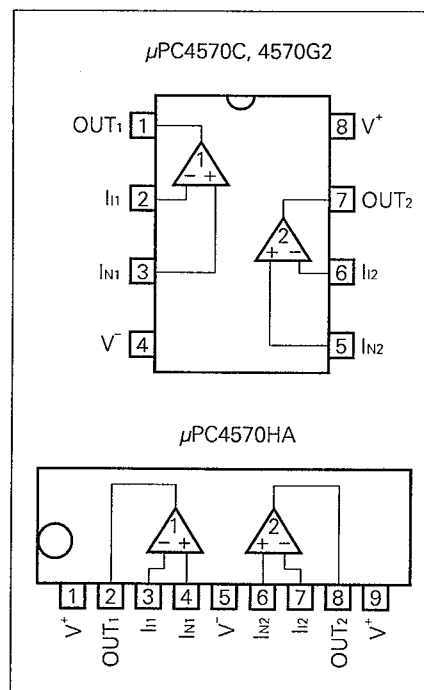 μPC4570C, 4570G2
OUT1 1 8 V+
1
− +
II1 2 7 OUT2
2
+ −
IN1 3 6 II2
V− 4 5 IN2
μPC4570HA
1 2
− + + −
1 2 3 4 5 6 7 8 9
V+ OUT1 II1 IN1 V− IN2 II2 OUT2 V+